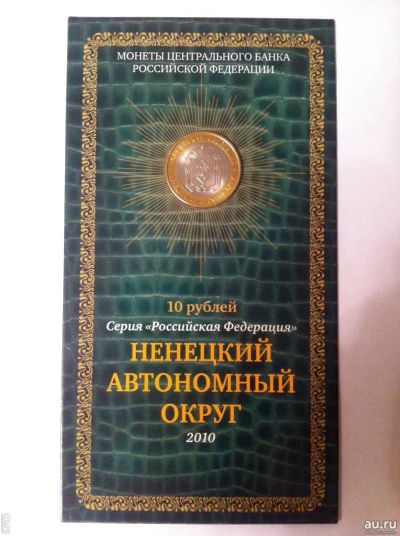 МОНЕТЫ ЦЕНТРАЛЬНОГО БАНКА
РОССИЙСКОЙ ФЕДЕРАЦИИ
10 рублей
Серия «Российская Федерация»
НЕНЕЦКИЙ
АВТОНОМНЫЙ
ОКРУГ
2010
au.ru